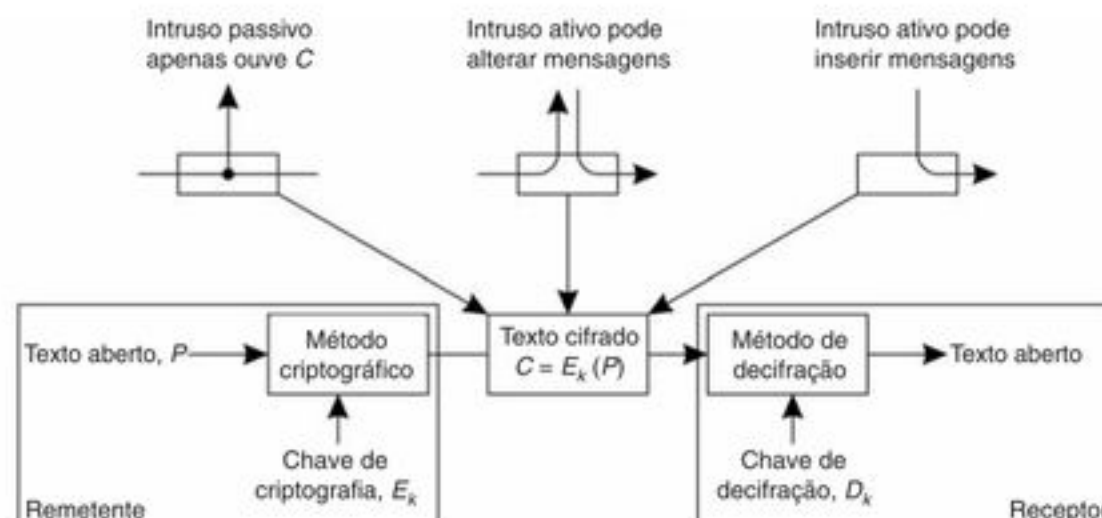 Intruso passivo
apenas ouve C
Intruso ativo pode
alterar mensagens
Intruso ativo pode
inserir mensagens
Texto aberto, P
Método
criptográfico
Texto cifrado
C = Eₖ (P)
Método de
decifração
Texto aberto
Chave de
criptografia, Eₖ
Chave de
decifração, Dₖ
Remetente
Receptor